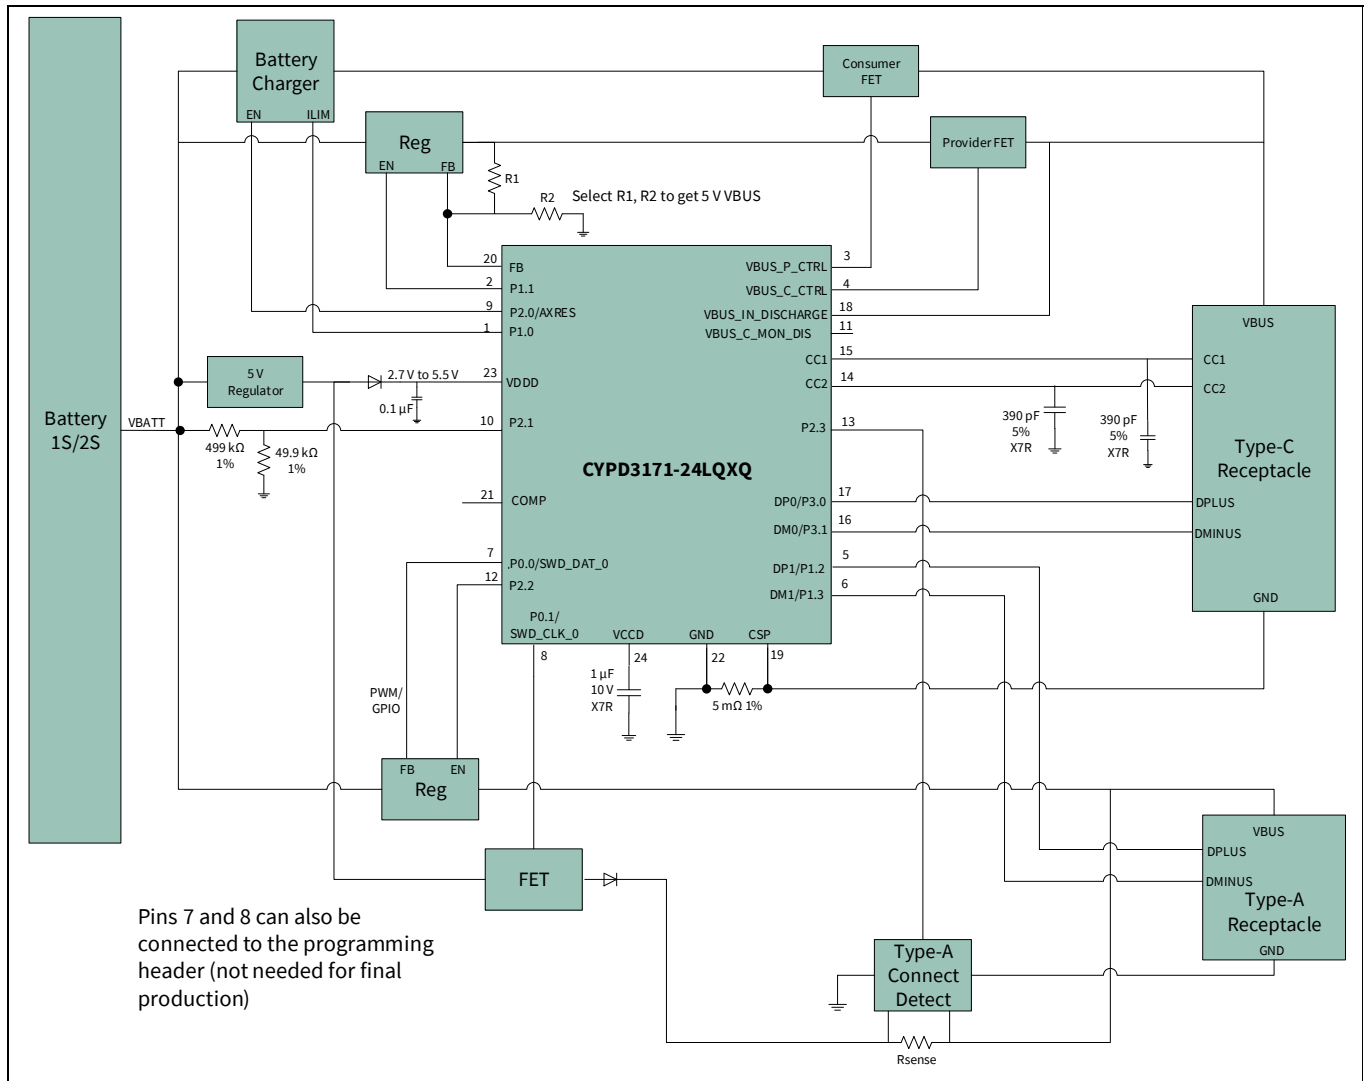 Battery
Charger
EN
ILIM
Consumer
FET
Reg
EN
FB
Provider FET
R1
R2
Select R1, R2 to get 5 V VBUS
20
FB
2
P1.1
9
P2.0/AXRES
1
P1.0
VBUS_P_CTRL
3
VBUS_C_CTRL
4
VBUS_IN_DISCHARGE
18
VBUS_C_MON_DIS
11
CC1
15
CC2
14
VBUS
CC1
CC2
5 V
Regulator
2.7 V to 5.5 V
23
VDDD
0.1 µF
Battery
1S/2S
VBATT
499 kΩ
1%
49.9 kΩ
1%
10
P2.1
P2.3
13
390 pF
5%
X7R
390 pF
5%
X7R
Type-C
Receptacle
CYPD3171-24LQXQ
21
COMP
DP0/P3.0
17
DPLUS
DM0/P3.1
16
DMINUS
7
P0.0/SWD_DAT_0
12
P2.2
DP1/P1.2
5
DM1/P1.3
6
GND
P0.1/
SWD_CLK_0
8
VCCD
24
GND
22
CSP
19
1 µF
10 V
X7R
5 mΩ 1%
PWM/
GPIO
FB
EN
Reg
FET
VBUS
DPLUS
DMINUS
Type-A
Receptacle
GND
Type-A
Connect
Detect
Rsense
Pins 7 and 8 can also be
connected to the programming
header (not needed for final
production)